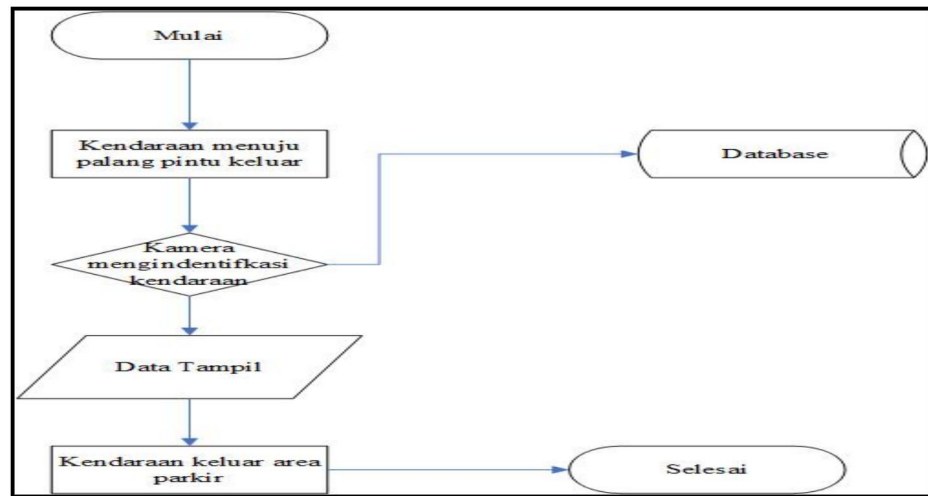 Mulai
Kendaraan menuju
palang pintu keluar
Database
Kamera
mengindentifkasi
kendaraan
Data Tampil
Kendaraan keluar area
parkir
Selesai